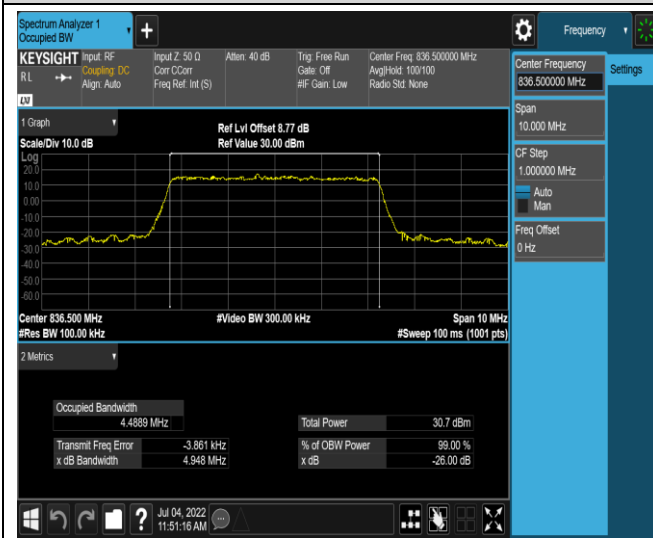 Spectrum Analyzer 1
Occupied BW
+
Frequency
KEYSIGHT
RL
LXI
Input: RF
Coupling: DC
Align: Auto
Input Z: 50 Ω
Corr CCorr
Freq Ref: Int (S)
Atten: 40 dB
Trig: Free Run
Gate: Off
#IF Gain: Low
Center Freq: 836.500000 MHz
Avg|Hold: 100/100
Radio Std: None
Center Frequency
836.500000 MHz
Settings
Span
10.000 MHz
CF Step
1.000000 MHz
Auto
Man
Freq Offset
0 Hz
1 Graph
Scale/Div 10.0 dB
Ref Lvl Offset 8.77 dB
Ref Value 30.00 dBm
Log
20.0
10.0
0.00
-10.0
-20.0
-30.0
-40.0
-50.0
-60.0
Center 836.500 MHz
#Video BW 300.00 kHz
Span 10 MHz
#Res BW 100.00 kHz
#Sweep 100 ms (1001 pts)
2 Metrics
Occupied Bandwidth
4.4889 MHz
Total Power 30.7 dBm
Transmit Freq Error -3.861 kHz
% of OBW Power 99.00 %
x dB Bandwidth 4.948 MHz
x dB -26.00 dB
?
Jul 04, 2022
11:51:16 AM